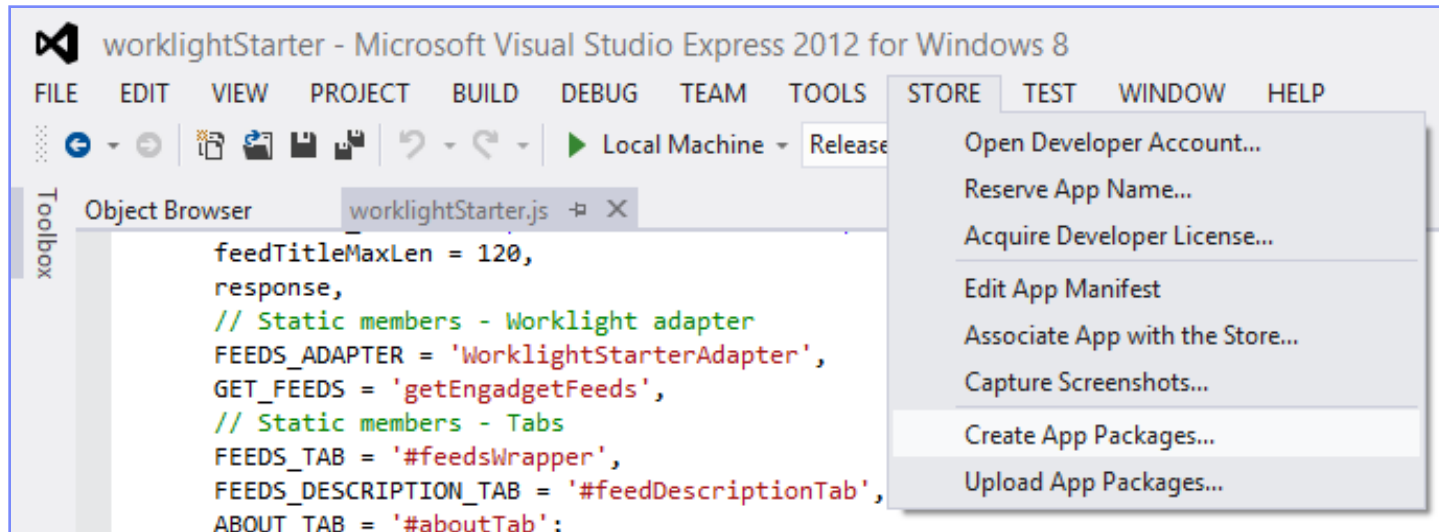 worklightStarter - Microsoft Visual Studio Express 2012 for Windows 8
FILE EDIT VIEW PROJECT BUILD DEBUG TEAM TOOLS STORE TEST WINDOW HELP
Local Machine Release
Open Developer Account...
Reserve App Name...
Acquire Developer License...
Edit App Manifest
Associate App with the Store...
Capture Screenshots...
Create App Packages...
Upload App Packages...
Toolbox
Object Browser worklightStarter.js
feedTitleMaxLen = 120,
response,
// Static members - Worklight adapter
FEEDS_ADAPTER = 'WorklightStarterAdapter',
GET_FEEDS = 'getEngadgetFeeds',
// Static members - Tabs
FEEDS_TAB = '#feedsWrapper',
FEEDS_DESCRIPTION_TAB = '#feedDescriptionTab',
ABOUT_TAB = '#aboutTab';